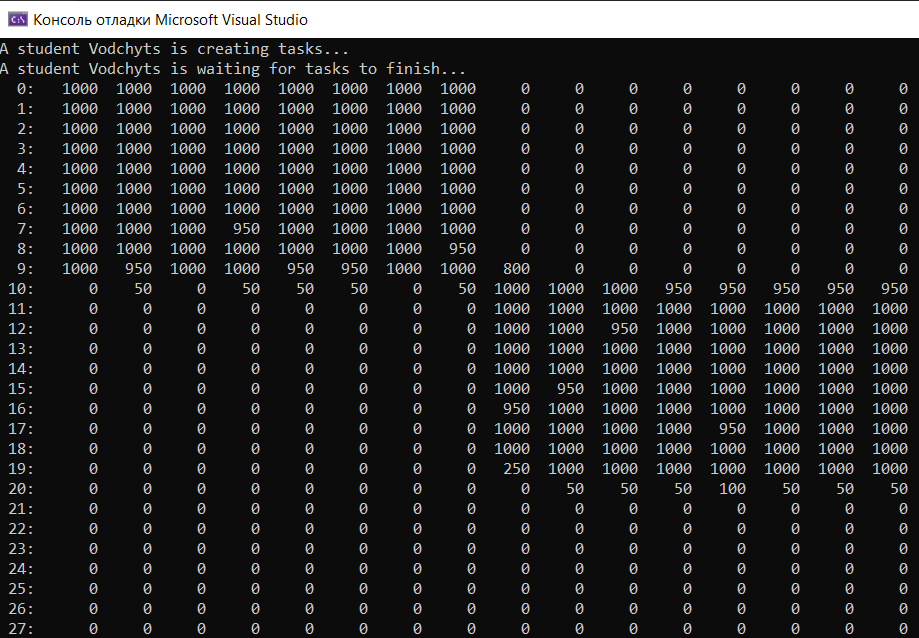 Консоль отладки Microsoft Visual Studio
A student Vodchyts is creating tasks...
A student Vodchyts is waiting for tasks to finish...
0: 1000 1000 1000 1000 1000 1000 1000 1000 0 0 0 0 0 0 0 0
1: 1000 1000 1000 1000 1000 1000 1000 1000 0 0 0 0 0 0 0 0
2: 1000 1000 1000 1000 1000 1000 1000 1000 0 0 0 0 0 0 0 0
3: 1000 1000 1000 1000 1000 1000 1000 1000 0 0 0 0 0 0 0 0
4: 1000 1000 1000 1000 1000 1000 1000 1000 0 0 0 0 0 0 0 0
5: 1000 1000 1000 1000 1000 1000 1000 1000 0 0 0 0 0 0 0 0
6: 1000 1000 1000 1000 1000 1000 1000 1000 0 0 0 0 0 0 0 0
7: 1000 1000 1000 950 1000 1000 1000 1000 0 0 0 0 0 0 0 0
8: 1000 1000 1000 1000 1000 1000 1000 950 0 0 0 0 0 0 0 0
9: 1000 950 1000 1000 950 950 1000 1000 800 0 0 0 0 0 0 0
10: 0 50 0 50 50 50 0 50 1000 1000 1000 950 950 950 950 950
11: 0 0 0 0 0 0 0 0 1000 1000 1000 1000 1000 1000 1000 1000
12: 0 0 0 0 0 0 0 0 1000 1000 950 1000 1000 1000 1000 1000
13: 0 0 0 0 0 0 0 0 1000 1000 1000 1000 1000 1000 1000 1000
14: 0 0 0 0 0 0 0 0 1000 1000 1000 1000 1000 1000 1000 1000
15: 0 0 0 0 0 0 0 0 1000 950 1000 1000 1000 1000 1000 1000
16: 0 0 0 0 0 0 0 0 950 1000 1000 1000 1000 1000 1000 1000
17: 0 0 0 0 0 0 0 0 1000 1000 1000 1000 950 1000 1000 1000
18: 0 0 0 0 0 0 0 0 1000 1000 1000 1000 1000 1000 1000 1000
19: 0 0 0 0 0 0 0 0 250 1000 1000 1000 1000 1000 1000 1000
20: 0 0 0 0 0 0 0 0 0 50 50 50 100 50 50 50
21: 0 0 0 0 0 0 0 0 0 0 0 0 0 0 0 0
22: 0 0 0 0 0 0 0 0 0 0 0 0 0 0 0 0
23: 0 0 0 0 0 0 0 0 0 0 0 0 0 0 0 0
24: 0 0 0 0 0 0 0 0 0 0 0 0 0 0 0 0
25: 0 0 0 0 0 0 0 0 0 0 0 0 0 0 0 0
26: 0 0 0 0 0 0 0 0 0 0 0 0 0 0 0 0
27: 0 0 0 0 0 0 0 0 0 0 0 0 0 0 0 0